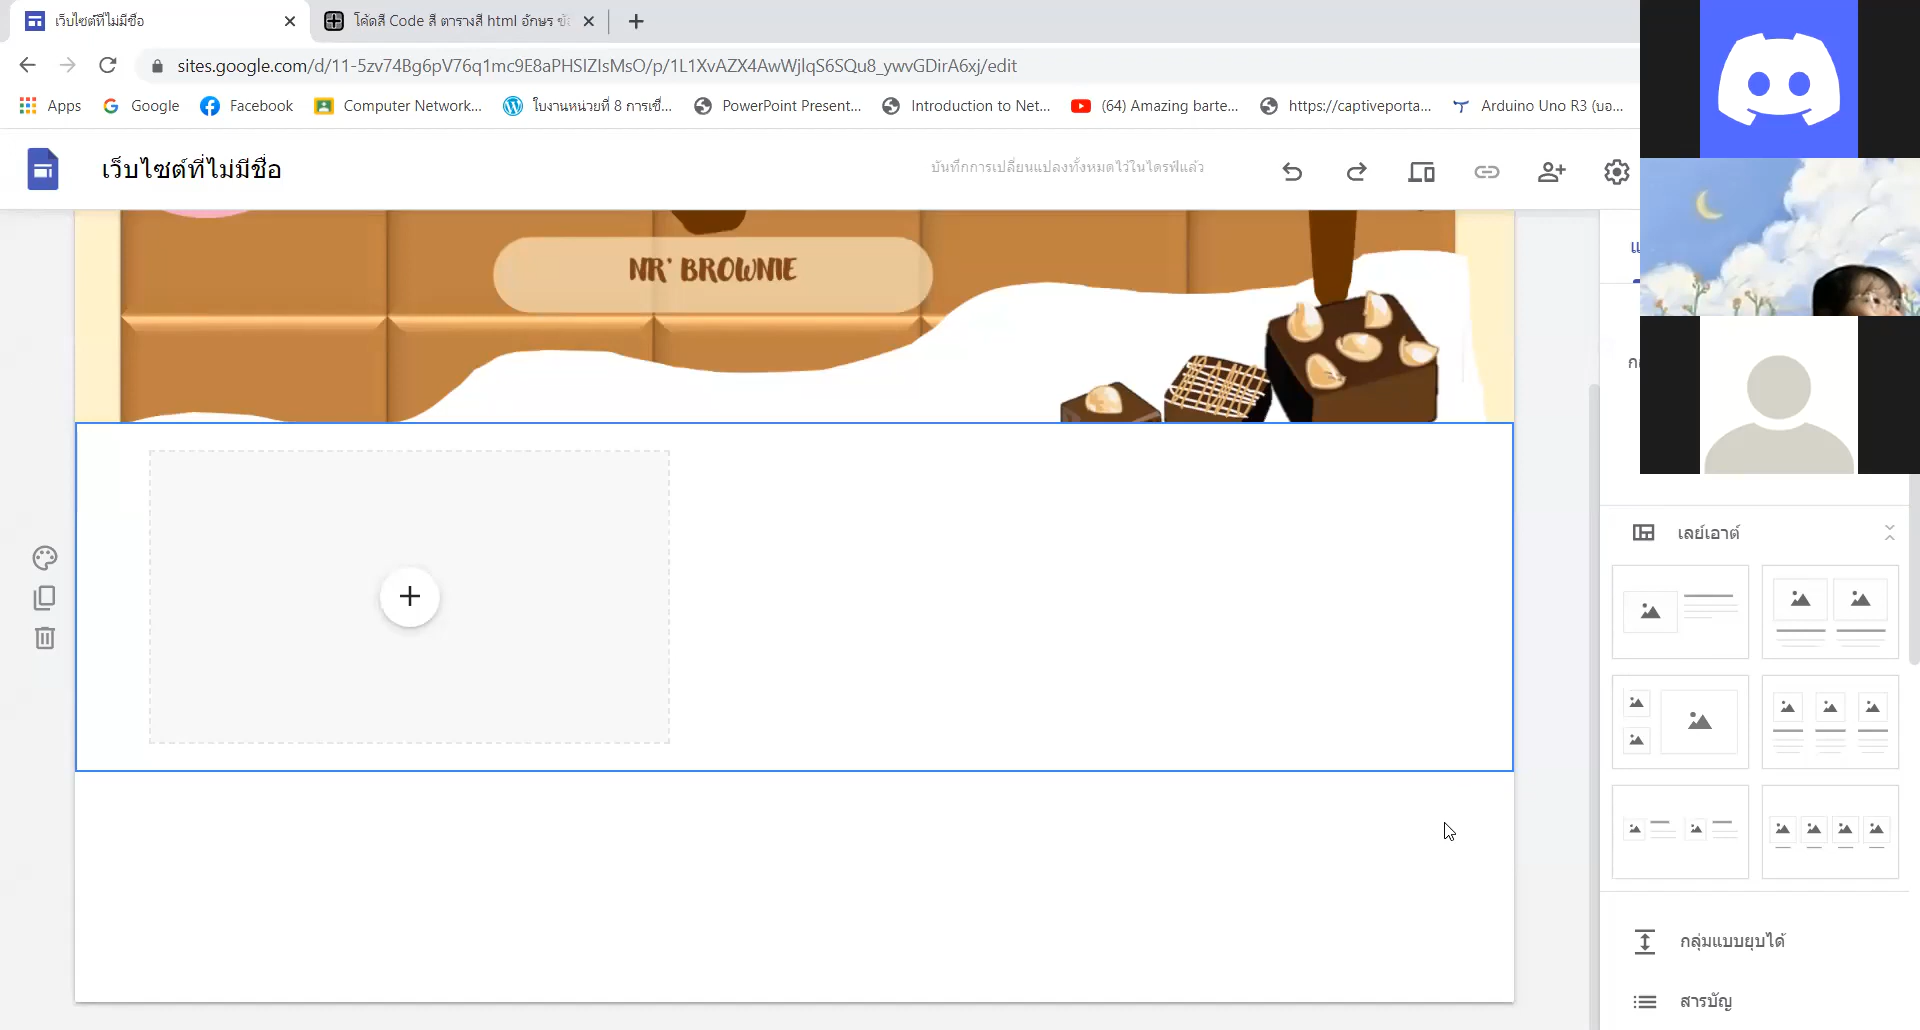 เว็บไซต์ที่ไม่มีชื่อ
โค้ดสี Code สี ตารางสี html อักษร
sites.google.com/d/11-5zv74Bg6pV76q1mc9E8aPHSIZIsMsO/p/1L1XvAZX4AwWjlqS6SQu8_ywvGDirA6xj/edit
Apps Google Facebook Computer Network... ใบงานหน่วยที่ 8 การเชื่... PowerPoint Present... Introduction to Net... (64) Amazing barte... https://captiveporta... Arduino Uno R3 (บอ...
เว็บไซต์ที่ไม่มีชื่อ
บันทึกการเปลี่ยนแปลงทั้งหมดไว้ในไดรฟ์แล้ว
NR' BROWNIE
เลย์เอาต์
กลุ่มแบบยุบได้
สารบัญ